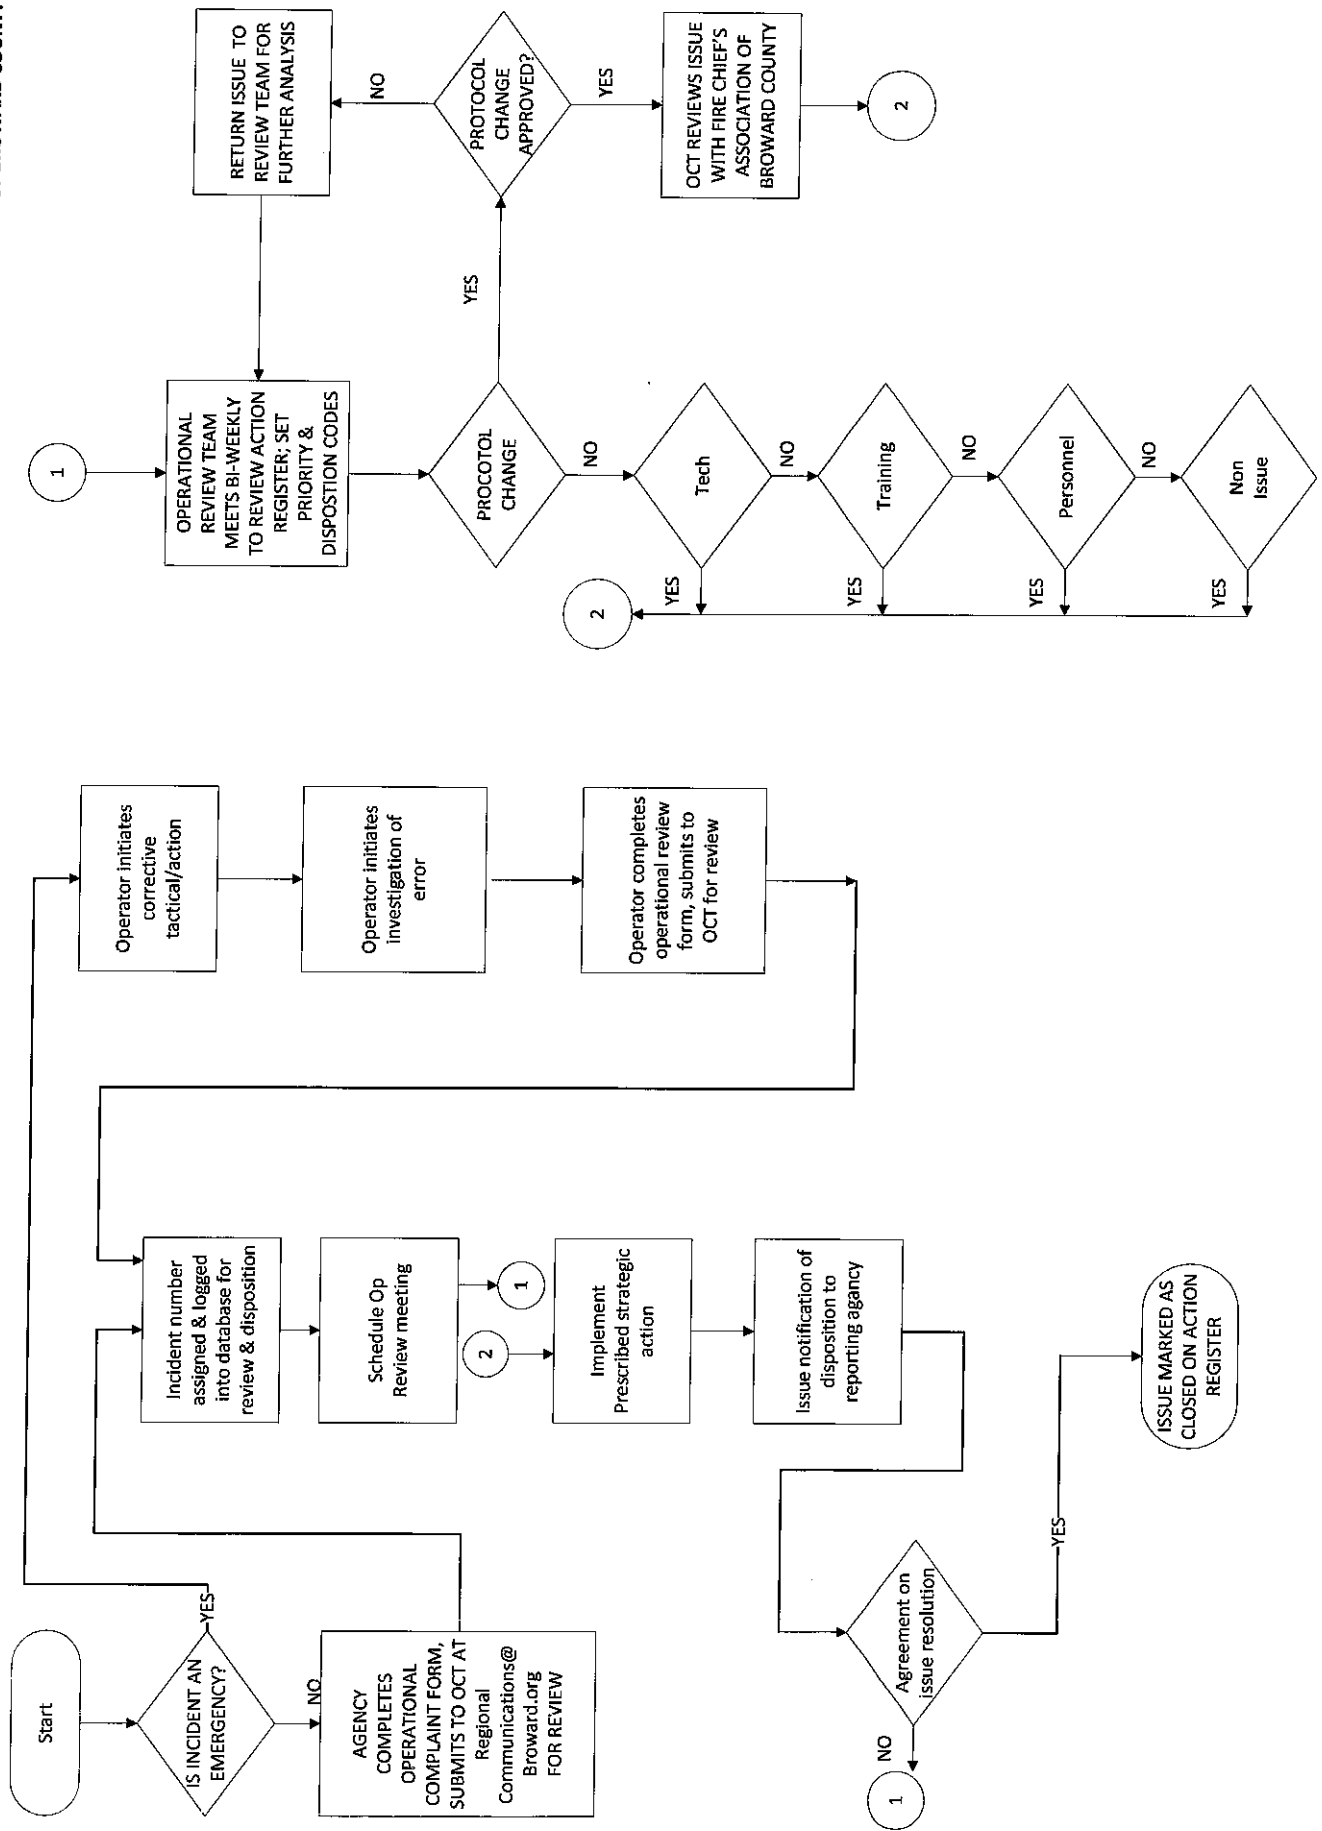 Start
IS INCIDENT AN
EMERGENCY?
YES
NO
AGENCY
COMPLETES
OPERATIONAL
COMPLAINT FORM,
SUBMITS TO OCT AT
Regional
Communications@
Broward.org
FOR REVIEW
Incident number
assigned & logged
into database for
review & disposition
Schedule Op
Review meeting
1
2
Implement
Prescribed strategic
action
Issue notification of
disposition to
reporting agancy
Agreement on
issue resolution
NO
1
YES
ISSUE MARKED AS
CLOSED ON ACTION
REGISTER
Operator initiates
corrective
tactical/action
Operator initiates
investigation of
error
Operator completes
operational review
form, submits to
OCT for review
1
OPERATIONAL
REVIEW TEAM
MEETS BI-WEEKLY
TO REVIEW ACTION
REGISTER; SET
PRIORITY &
DISPOSTION CODES
PROCOTOL
CHANGE
YES
NO
2
Tech
YES
NO
Training
YES
NO
Personnel
YES
NO
Non
Issue
YES
RETURN ISSUE TO
REVIEW TEAM FOR
FURTHER ANALYSIS
NO
PROTOCOL
CHANGE
APPROVED?
YES
OCT REVIEWS ISSUE
WITH FIRE CHIEF'S
ASSOCIATION OF
BROWARD COUNTY
2